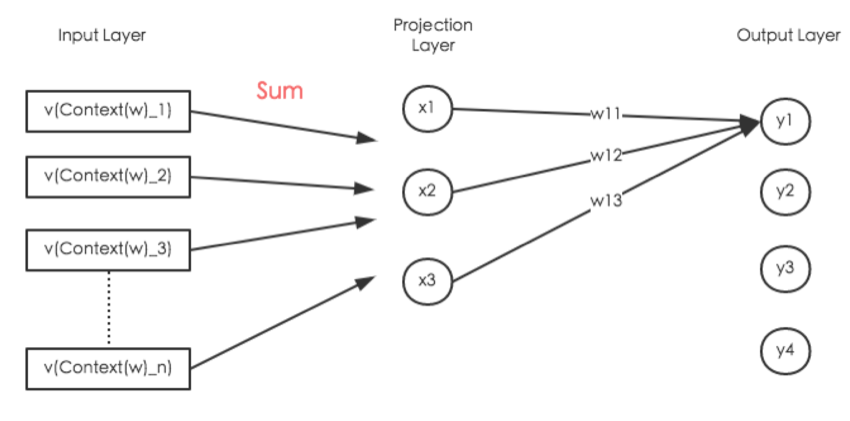 Input Layer
Projection
Layer
Output Layer
Sum
v(Context(w)_1)
v(Context(w)_2)
v(Context(w)_3)
v(Context(w)_n)
x1
x2
x3
w11
w12
w13
y1
y2
y3
y4